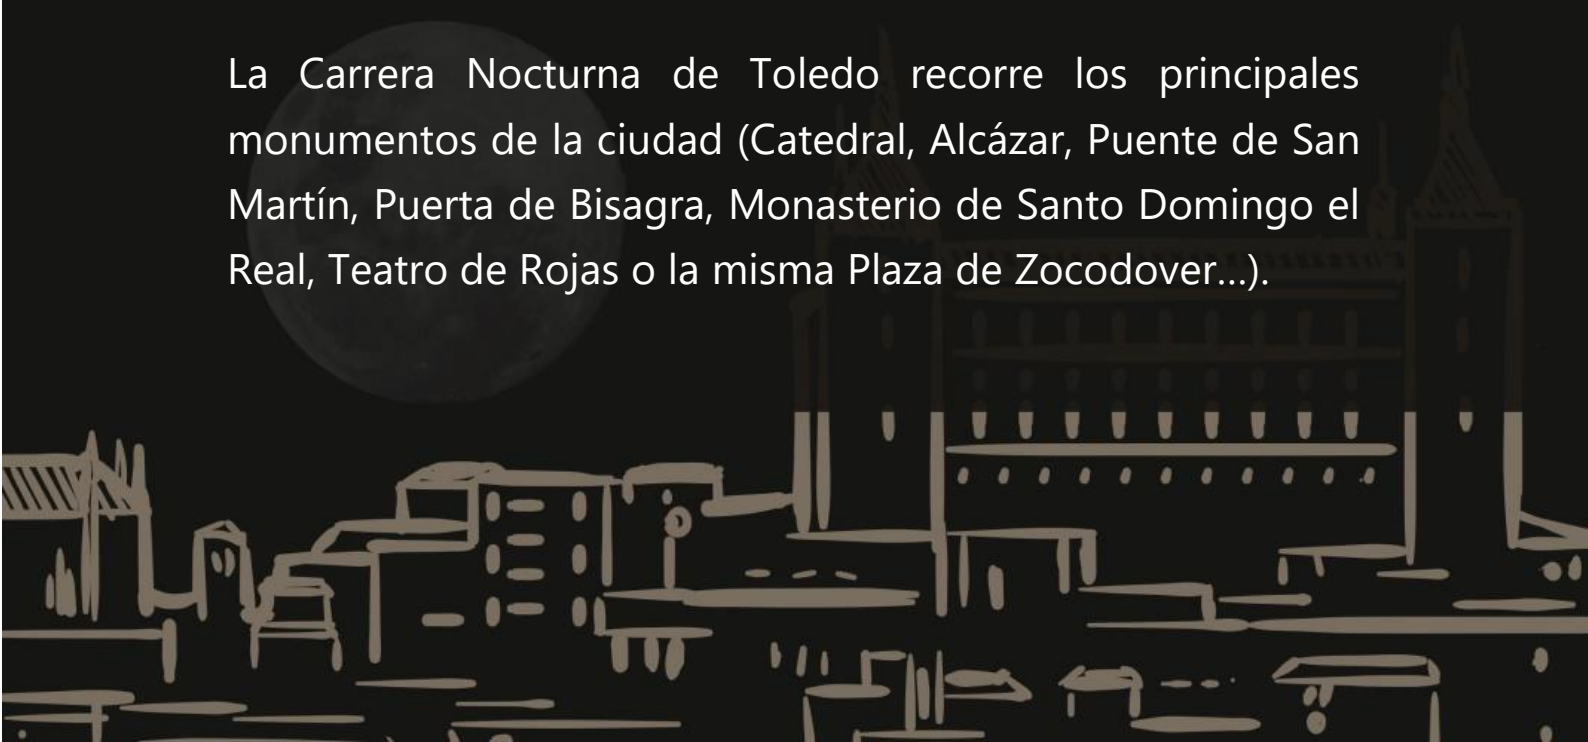 La Carrera Nocturna de Toledo recorre los principales
monumentos de la ciudad (Catedral, Alcázar, Puente de San
Martín, Puerta de Bisagra, Monasterio de Santo Domingo el
Real, Teatro de Rojas o la misma Plaza de Zocodover…).